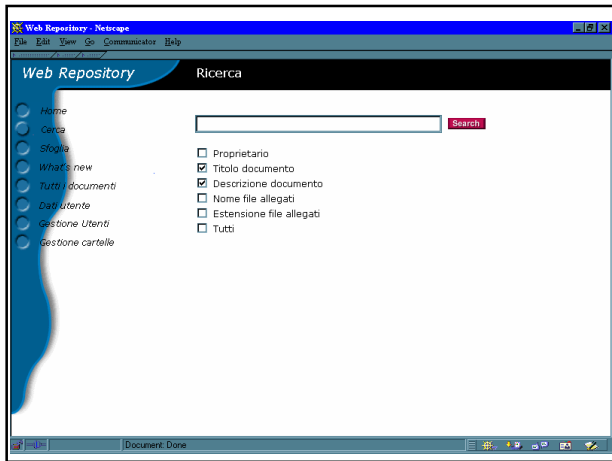 Web Repository - Netscape
File Edit View Go Communicator Help
Web Repository
Ricerca
Home
Cerca
Sfoglia
What's new
Tutti i documenti
Dati utente
Gestione Utenti
Gestione cartelle
Search
Proprietario
Titolo documento
Descrizione documento
Nome file allegati
Estensione file allegati
Tutti
Document: Done